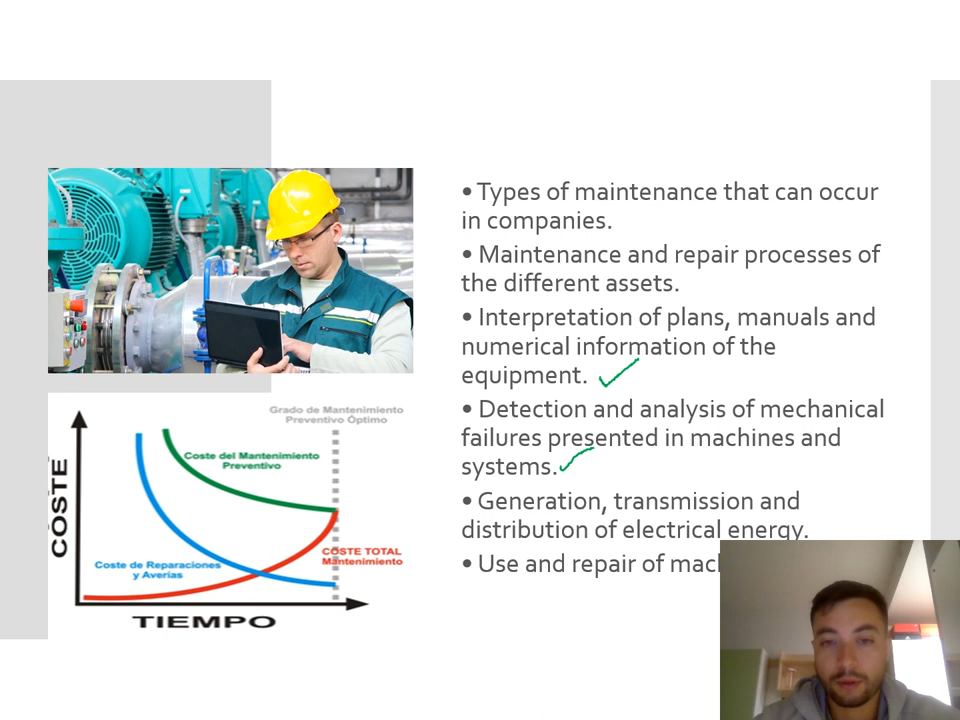 • Types of maintenance that can occur
in companies.
• Maintenance and repair processes of
the different assets.
• Interpretation of plans, manuals and
numerical information of the
equipment.
• Detection and analysis of mechanical
failures presented in machines and
systems.
• Generation, transmission and
distribution of electrical energy.
• Use and repair of
Grado de Mantenimiento
Preventivo Óptimo
Coste del Mantenimiento
Preventivo
COSTE
COSTE TOTAL
Mantenimiento
Coste de Reparaciones
y Averías
TIEMPO